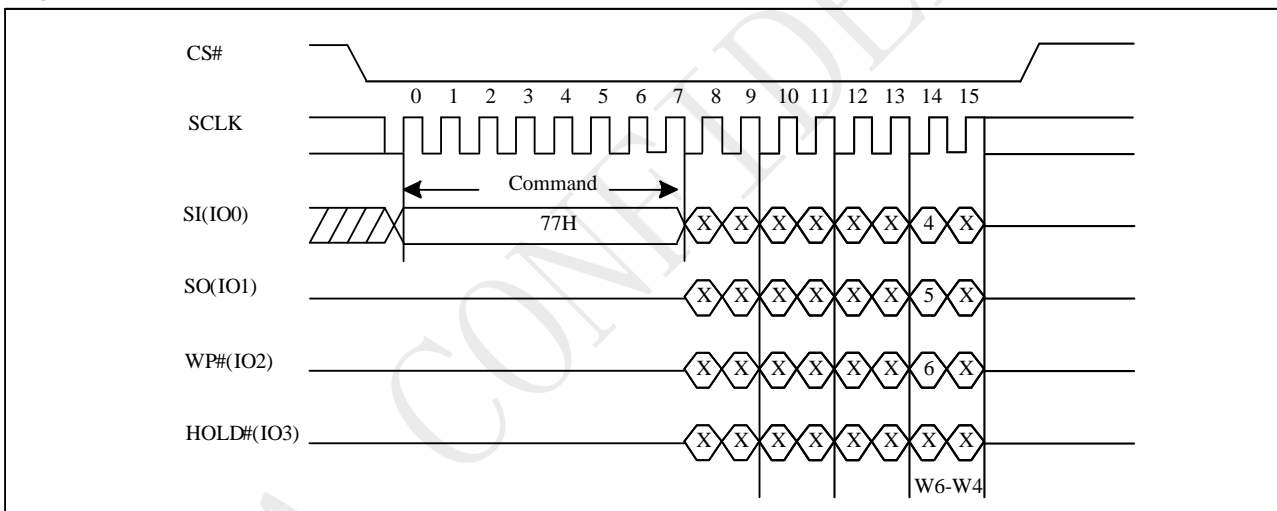 CS#
0 1 2 3 4 5 6 7 8 9 10 11 12 13 14 15
SCLK
Command
SI(IO0) 77H X X X X X X 4 X
SO(IO1) X X X X X X 5 X
WP#(IO2) X X X X X X 6 X
HOLD#(IO3) X X X X X X X X
W6-W4